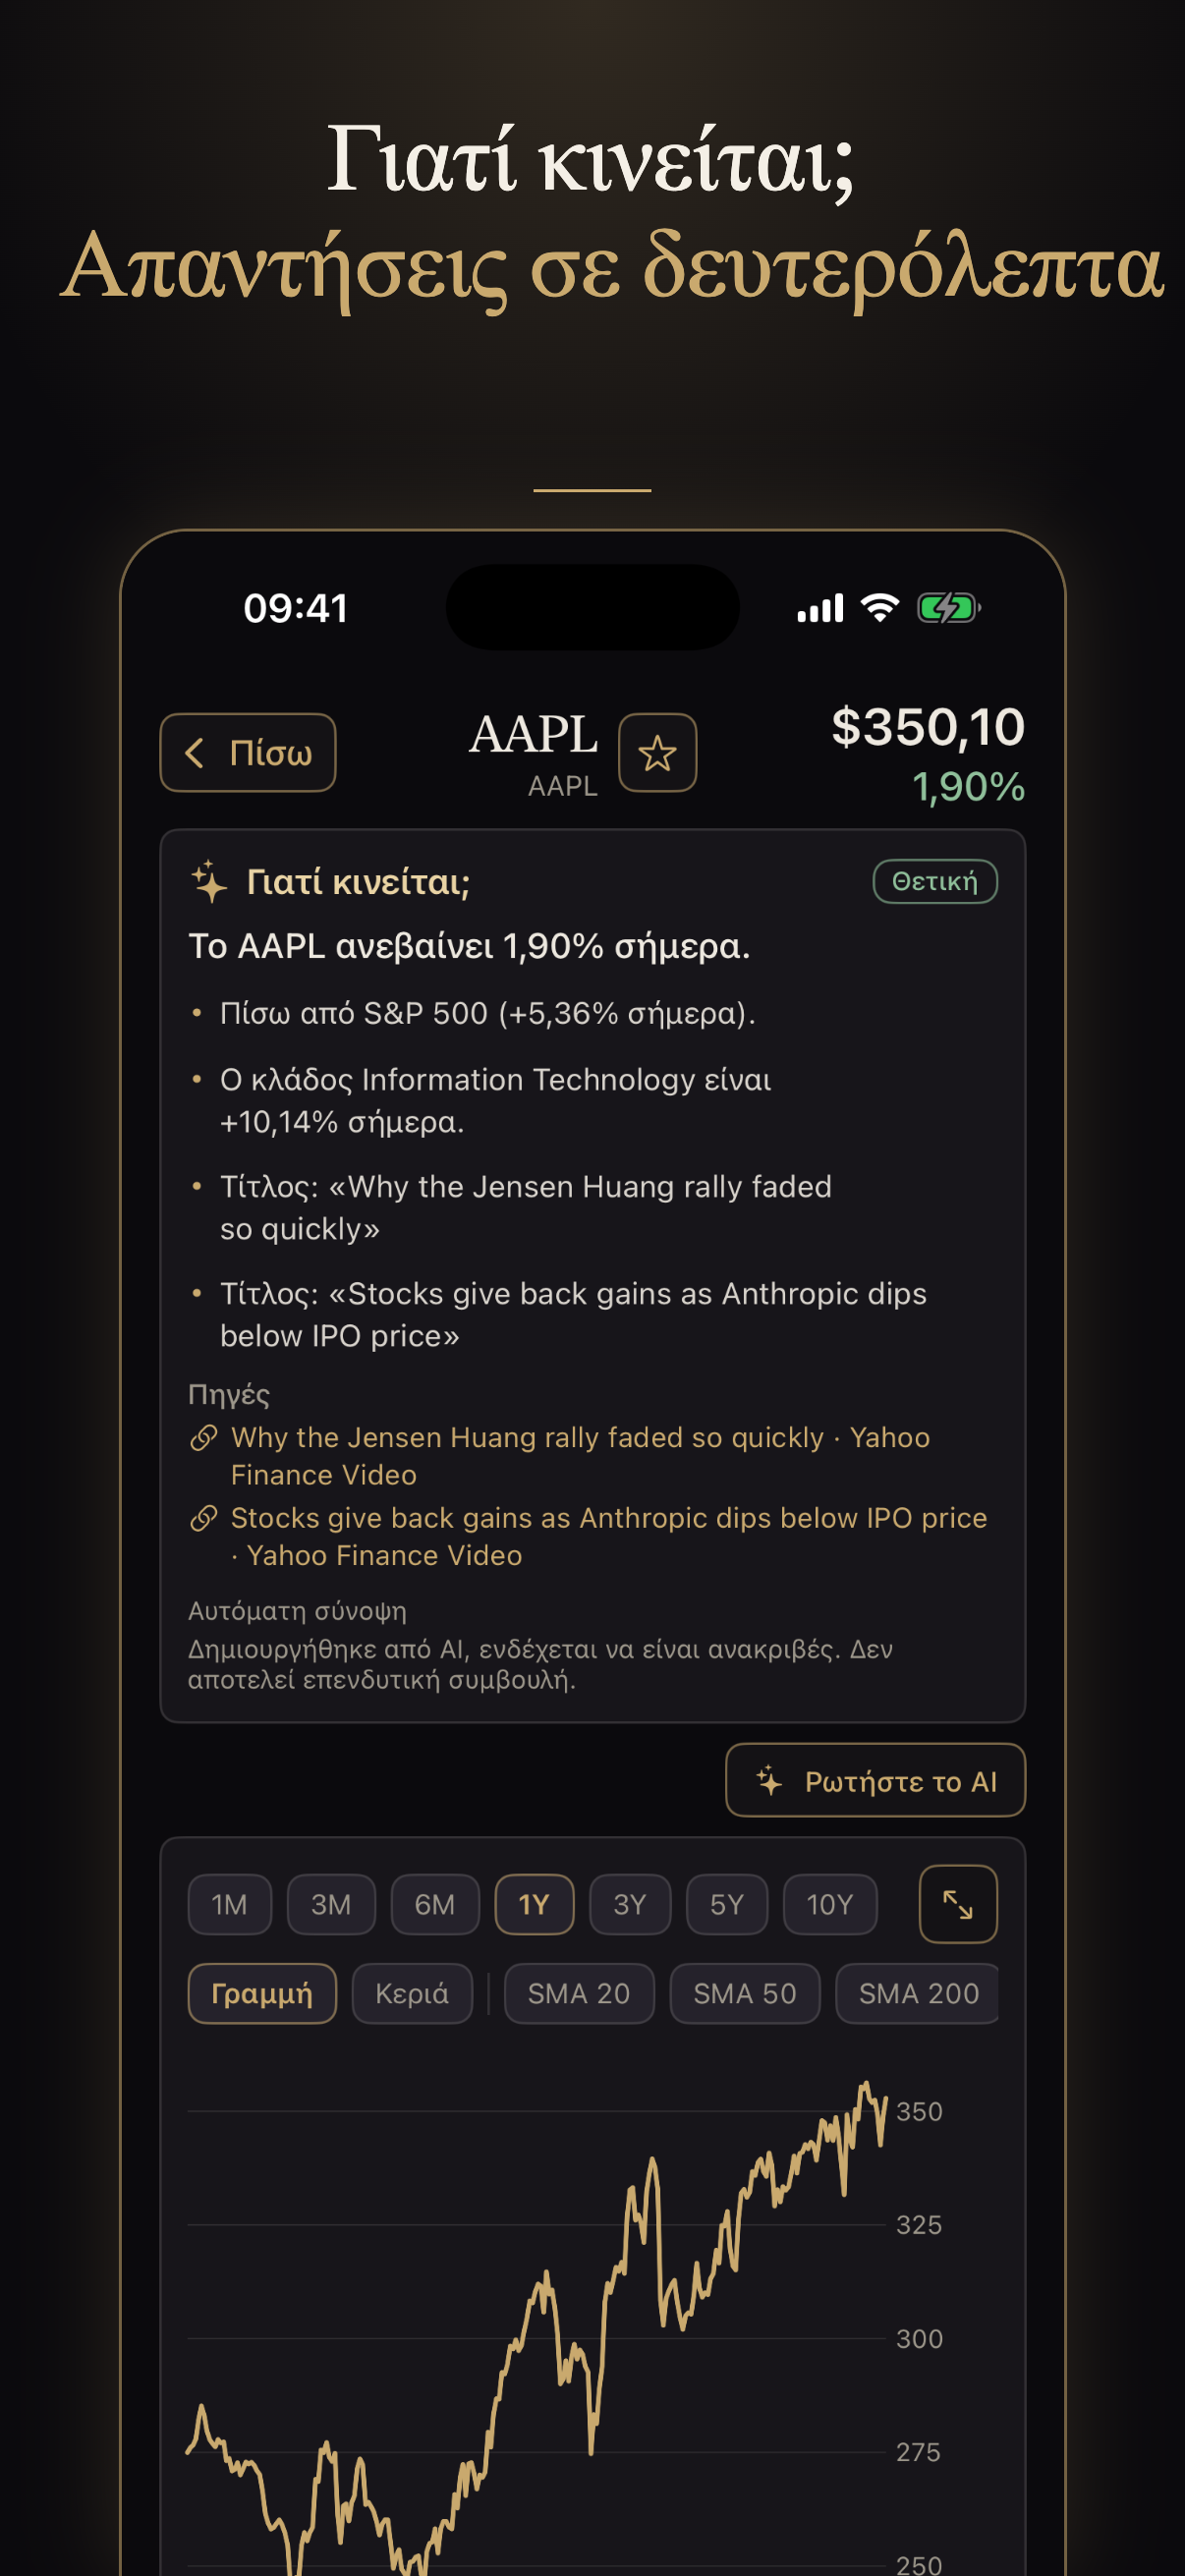 Γιατί κινείται;
Απαντήσεις σε δευτερόλεπτα
09:41
Πίσω
AAPL
AAPL
$350,10
1,90%
Γιατί κινείται;
Θετική
Το AAPL ανεβαίνει 1,90% σήμερα.
• Πίσω από S&P 500 (+5,36% σήμερα).
• Ο κλάδος Information Technology είναι
+10,14% σήμερα.
• Τίτλος: «Why the Jensen Huang rally faded
so quickly»
• Τίτλος: «Stocks give back gains as Anthropic dips
below IPO price»
Πηγές
Why the Jensen Huang rally faded so quickly · Yahoo
Finance Video
Stocks give back gains as Anthropic dips below IPO price
· Yahoo Finance Video
Αυτόματη σύνοψη
Δημιουργήθηκε από AI, ενδέχεται να είναι ανακριβές. Δεν
αποτελεί επενδυτική συμβουλή.
Ρωτήστε το AI
1M 3M 6M 1Y 3Y 5Y 10Y
Γραμμή Κεριά SMA 20 SMA 50 SMA 200
350
325
300
275
250